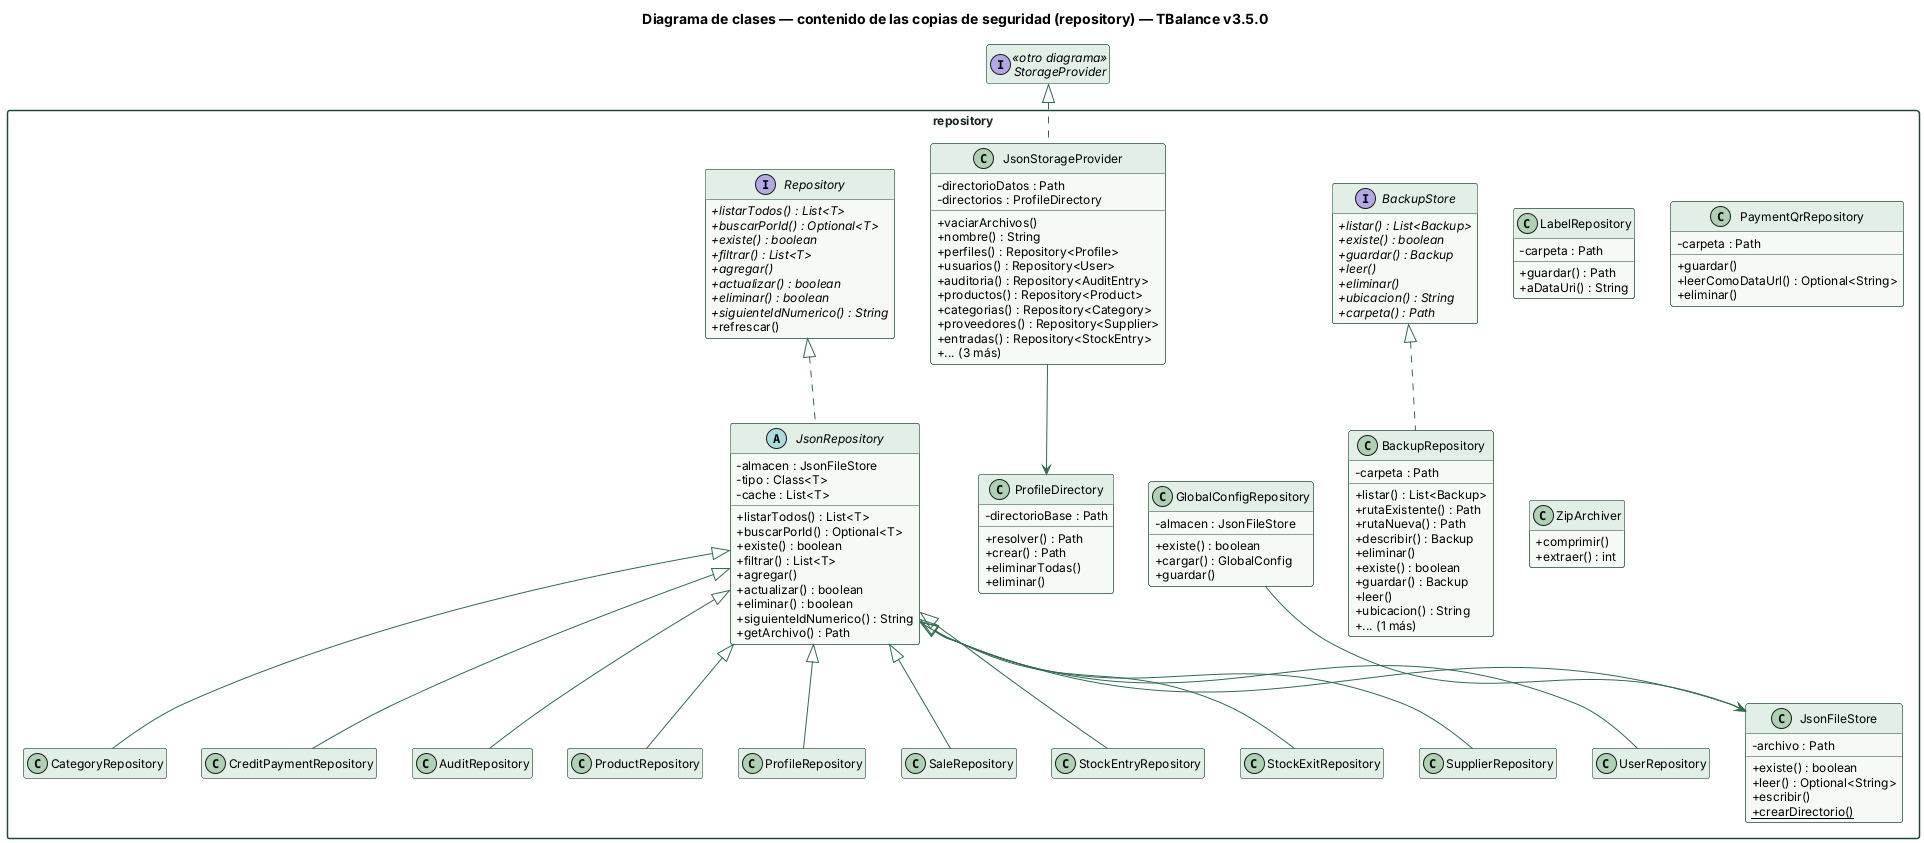 Diagrama de clases — contenido de las copias de seguridad (repository) — TBalance v3.5.0
I «otro diagrama»
StorageProvider
repository
I Repository
+listarTodos() : List<T>
+buscarPorId() : Optional<T>
+existe() : boolean
+filtrar() : List<T>
+agregar()
+actualizar() : boolean
+eliminar() : boolean
+siguienteIdNumerico() : String
+refrescar()
C JsonStorageProvider
-directorioDatos : Path
-directorios : ProfileDirectory
+vaciarArchivos()
+nombre() : String
+perfiles() : Repository<Profile>
+usuarios() : Repository<User>
+auditoria() : Repository<AuditEntry>
+productos() : Repository<Product>
+categorias() : Repository<Category>
+proveedores() : Repository<Supplier>
+entradas() : Repository<StockEntry>
+... (3 más)
I BackupStore
+listar() : List<Backup>
+existe() : boolean
+guardar() : Backup
+leer()
+eliminar()
+ubicacion() : String
+carpeta() : Path
C LabelRepository
-carpeta : Path
+guardar() : Path
+aDataUri() : String
C PaymentQrRepository
-carpeta : Path
+guardar()
+leerComoDataUrl() : Optional<String>
+eliminar()
A JsonRepository
-almacen : JsonFileStore
-tipo : Class<T>
-cache : List<T>
+listarTodos() : List<T>
+buscarPorId() : Optional<T>
+existe() : boolean
+filtrar() : List<T>
+agregar()
+actualizar() : boolean
+eliminar() : boolean
+siguienteIdNumerico() : String
+getArchivo() : Path
C ProfileDirectory
-directorioBase : Path
+resolver() : Path
+crear() : Path
+eliminarTodas()
+eliminar()
C GlobalConfigRepository
-almacen : JsonFileStore
+existe() : boolean
+cargar() : GlobalConfig
+guardar()
C BackupRepository
-carpeta : Path
+listar() : List<Backup>
+rutaExistente() : Path
+rutaNueva() : Path
+describir() : Backup
+eliminar()
+existe() : boolean
+guardar() : Backup
+leer()
+ubicacion() : String
+... (1 más)
C ZipArchiver
+comprimir()
+extraer() : int
C CategoryRepository
C CreditPaymentRepository
C AuditRepository
C ProductRepository
C ProfileRepository
C SaleRepository
C StockEntryRepository
C StockExitRepository
C SupplierRepository
C UserRepository
C JsonFileStore
-archivo : Path
+existe() : boolean
+leer() : Optional<String>
+escribir()
+crearDirectorio()